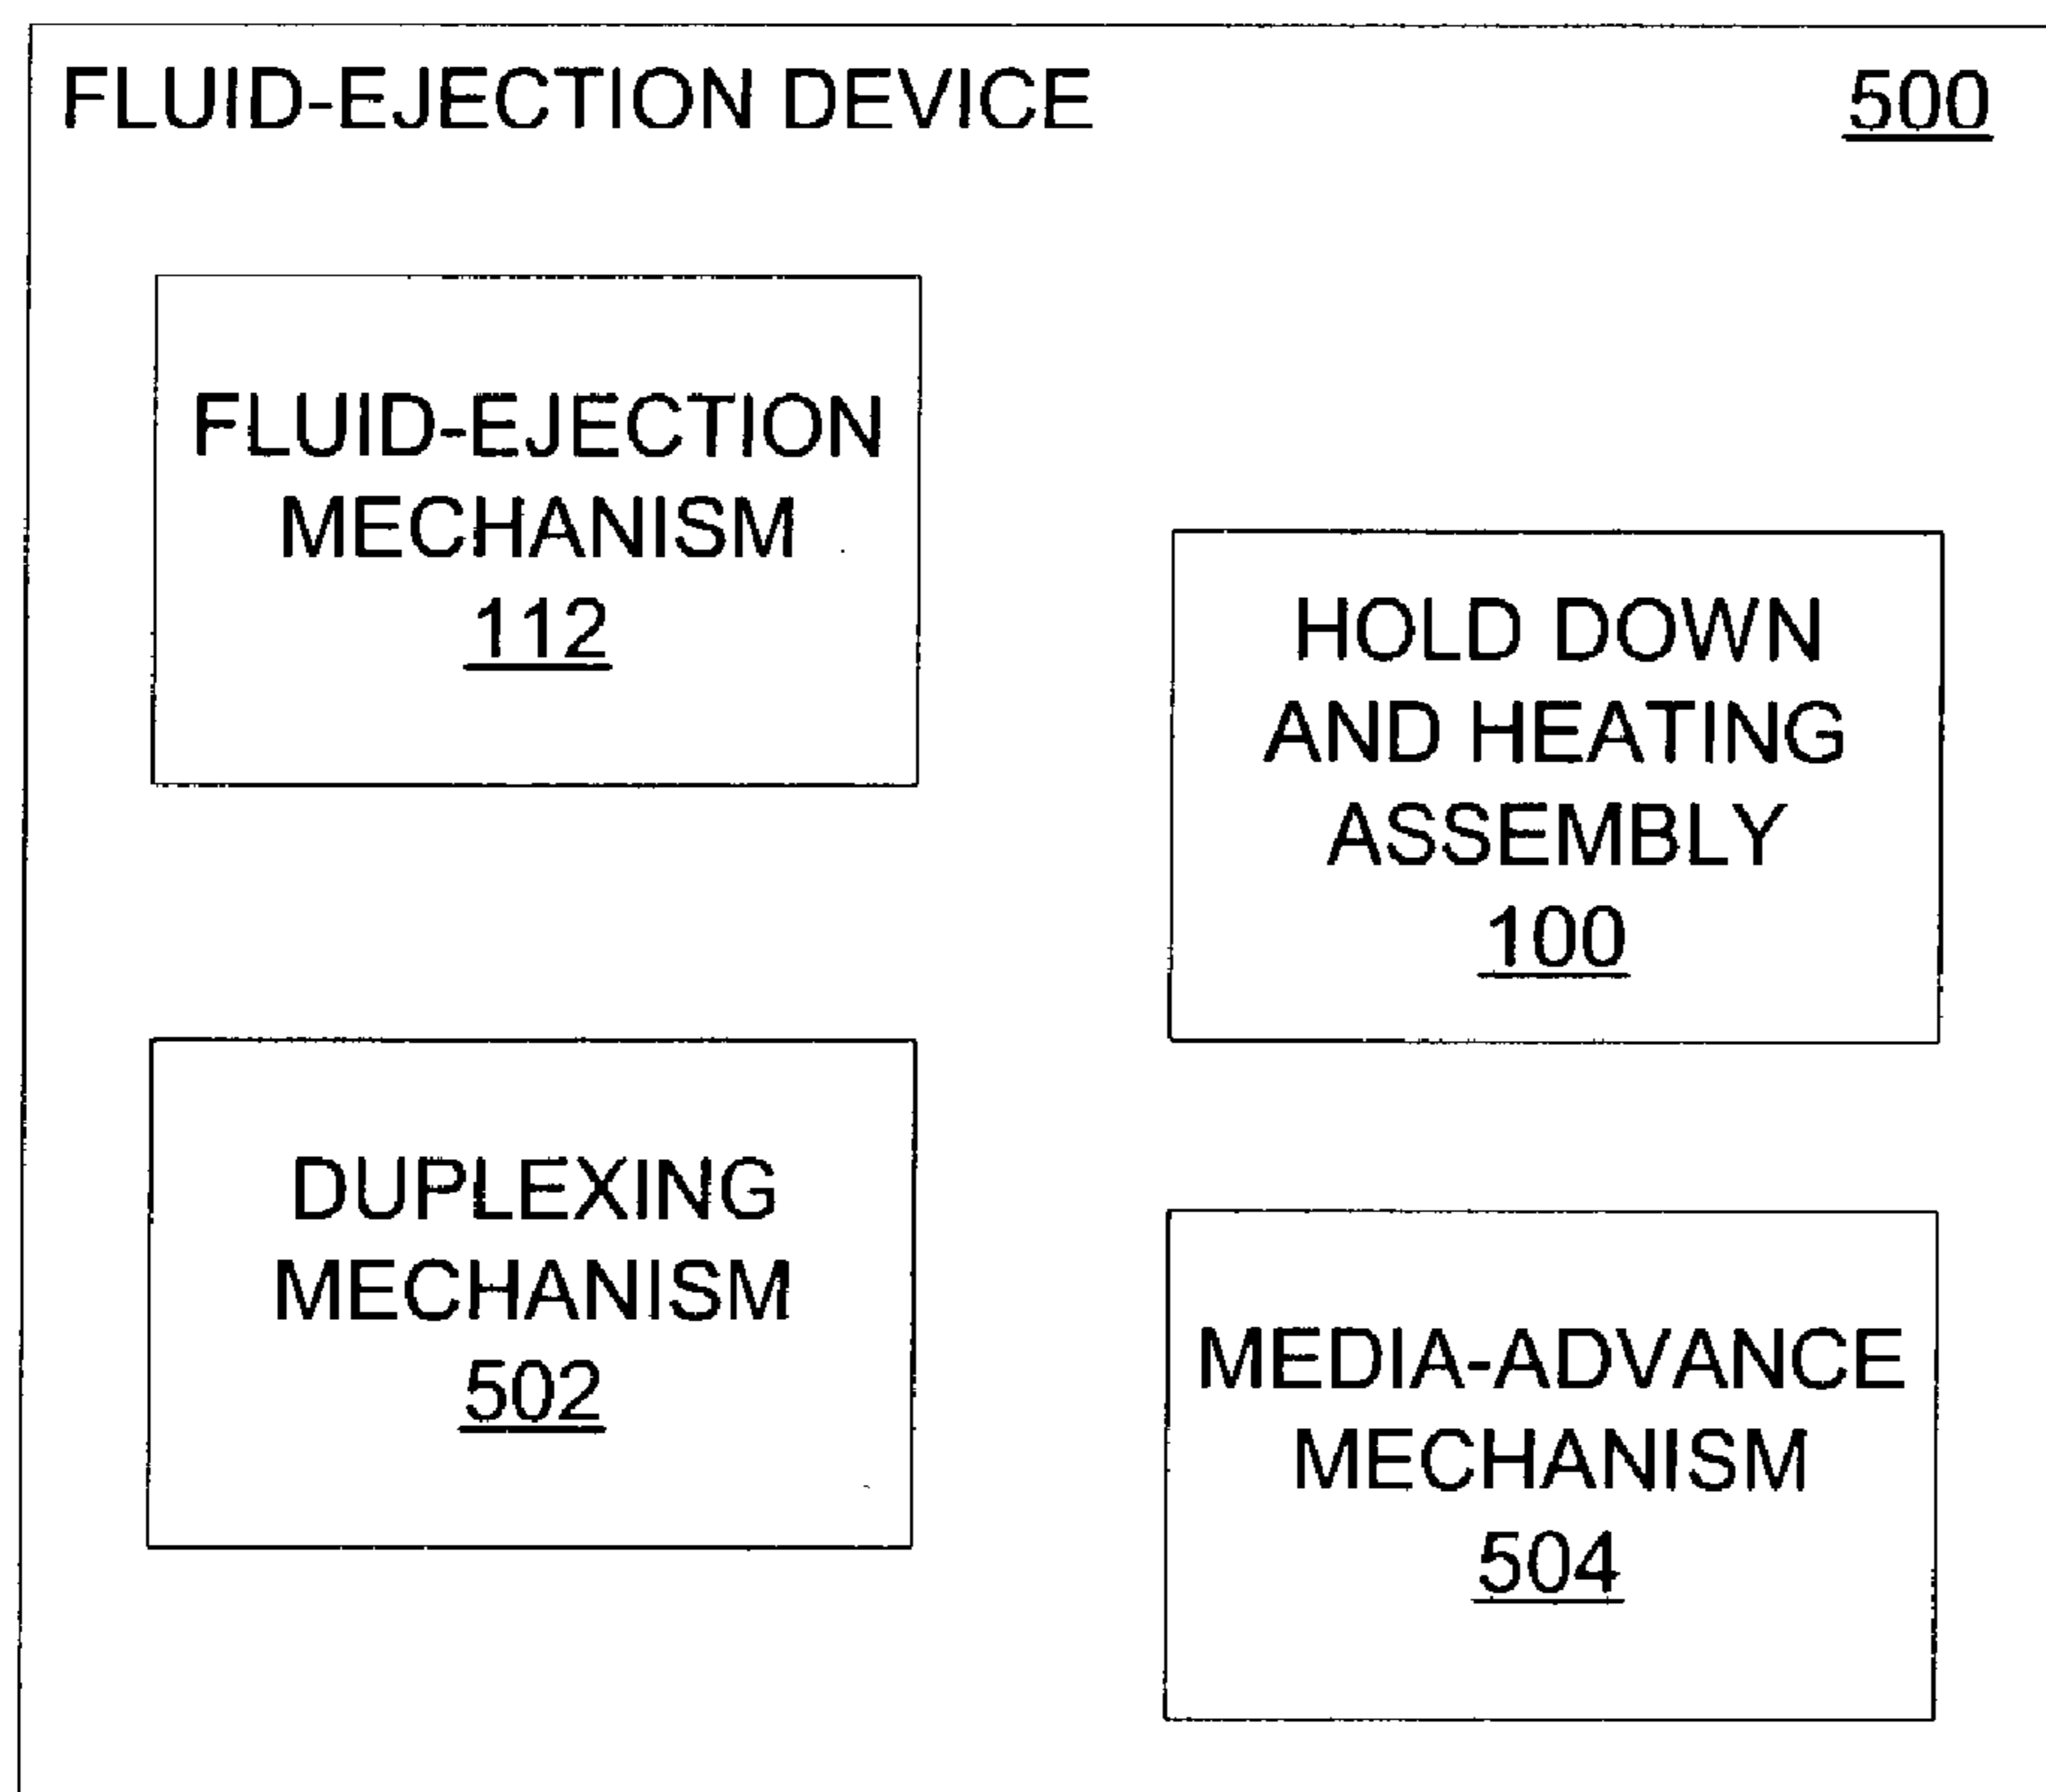 FLUID-EJECTION DEVICE 500
FLUID-EJECTION
MECHANISM
112
HOLD DOWN
AND HEATING
ASSEMBLY
100
DUPLEXING
MECHANISM
502
MEDIA-ADVANCE
MECHANISM
504